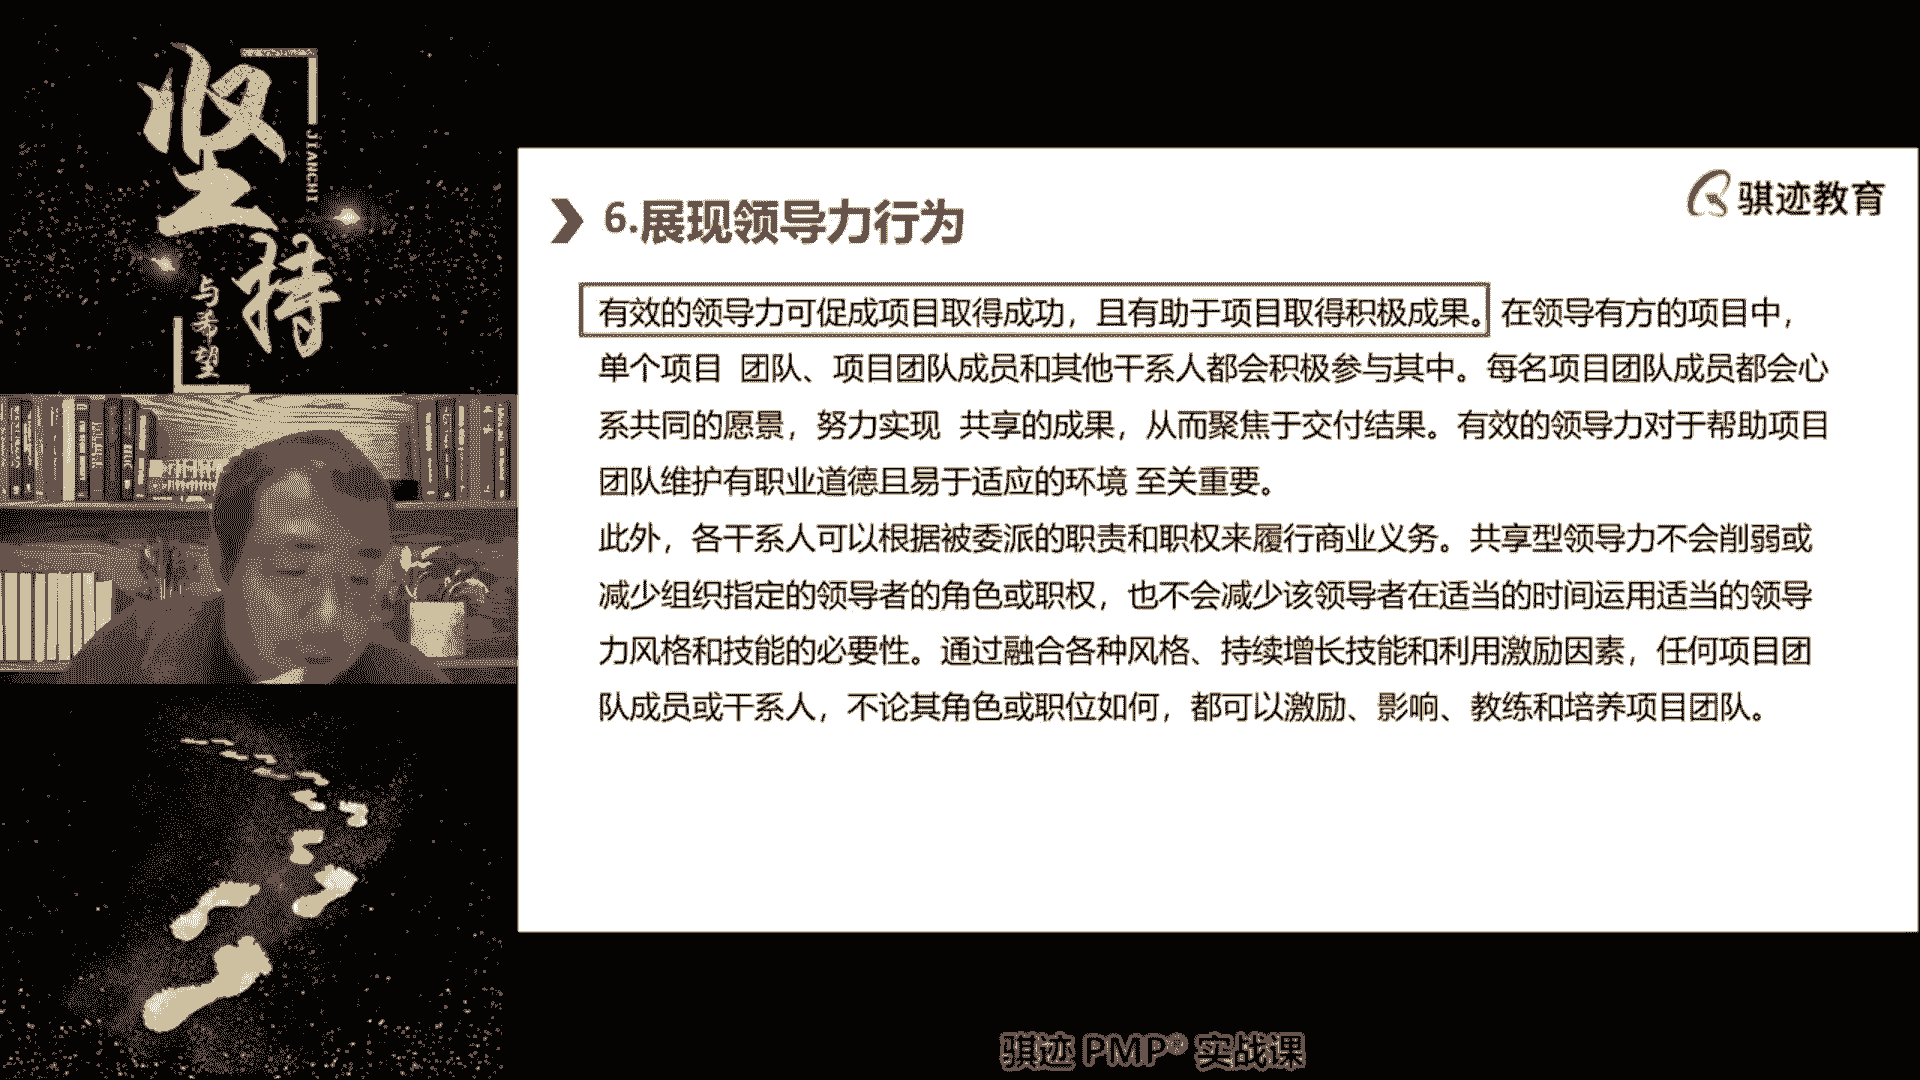 坚持
JIANCHI
与希望
骐迹教育
6.展现领导力行为
有效的领导力可促成项目取得成功，且有助于项目取得积极成果。在领导有方的项目中，
单个项目 团队、项目团队成员和其他干系人都会积极参与其中。每名项目团队成员都会心
系共同的愿景，努力实现 共享的成果，从而聚焦于交付结果。有效的领导力对于帮助项目
团队维护有职业道德且易于适应的环境 至关重要。
此外，各干系人可以根据被委派的职责和职权来履行商业义务。共享型领导力不会削弱或
减少组织指定的领导者的角色或职权，也不会减少该领导者在适当的时间运用适当的领导
力风格和技能的必要性。通过融合各种风格、持续增长技能和利用激励因素，任何项目团
队成员或干系人，不论其角色或职位如何，都可以激励、影响、教练和培养项目团队。
骐迹 PMP® 实战课